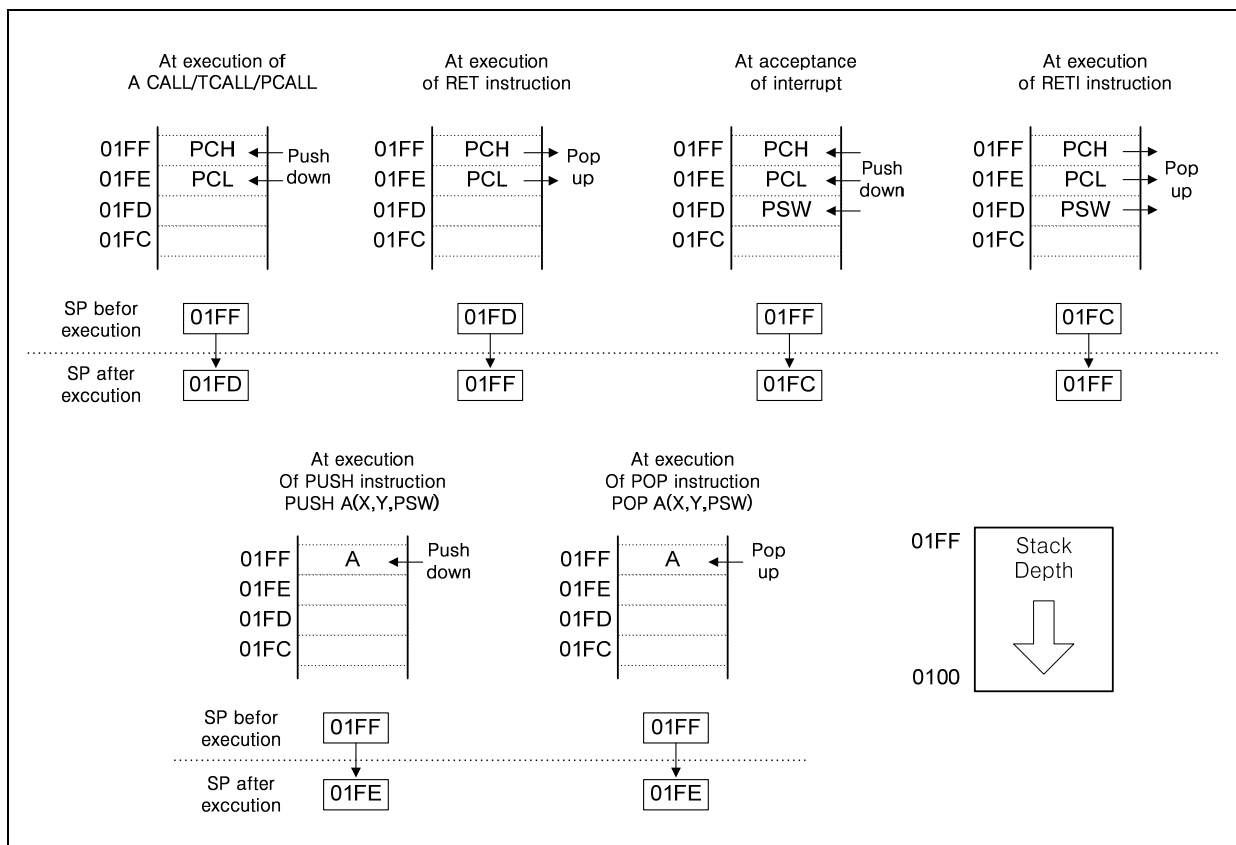 At execution of
A CALL/TCALL/PCALL
01FF PCH Push
01FE PCL down
01FD
01FC
At execution
of RET instruction
01FF PCH Pop
01FE PCL up
01FD
01FC
At acceptance
of interrupt
01FF PCH
01FE PCL Push
down
01FD PSW
01FC
At execution
of RETI instruction
01FF PCH
01FE PCL Pop
up
01FD PSW
01FC
SP befor
execution
01FF
01FD
01FF
01FC
SP after
exccution
01FD
01FF
01FC
01FF
At execution
Of PUSH instruction
PUSH A(X,Y,PSW)
01FF A Push
down
01FE
01FD
01FC
At execution
Of POP instruction
POP A(X,Y,PSW)
01FF A Pop
up
01FE
01FD
01FC
01FF Stack
Depth
0100
SP befor
execution
01FF
01FF
SP after
exccution
01FE
01FE